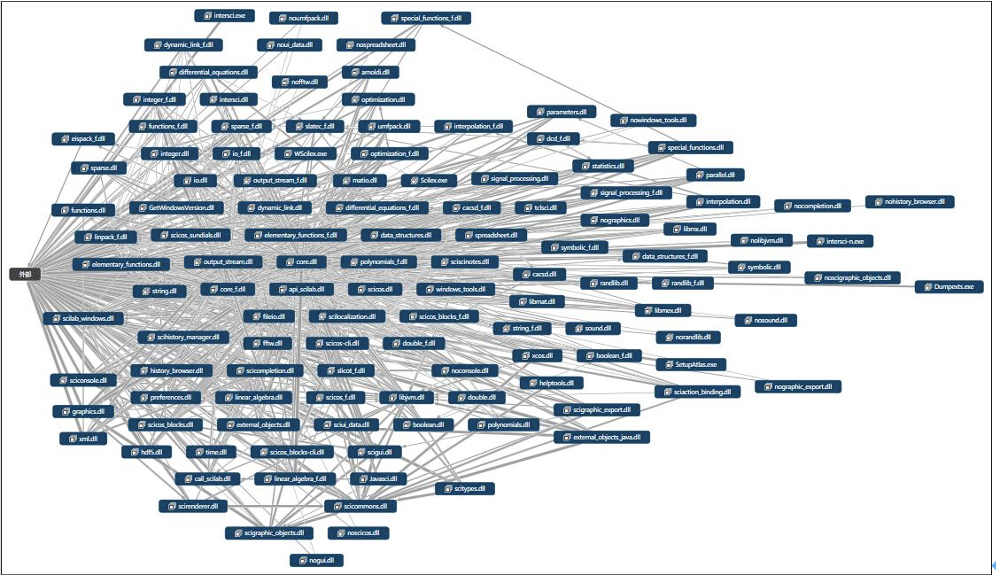 intersci.exe noumfpack.dll special_functions_f.dll
dynamic_link_f.dll noui_data.dll nospreadsheet.dll
differential_equations.dll nofftw.dll arnoldi.dll
integer_f.dll intersci.dll optimization.dll parameters.dll
functions_f.dll sparse_f.dll slatec_f.dll umfpack.dll interpolation_f.dll nowindows_tools.dll
eispack_f.dll dcd_f.dll
integer.dll io_f.dll WScilex.exe optimization_f.dll special_functions.dll
sparse.dll statistics.dll
io.dll output_stream_f.dll matio.dll Scilex.exe signal_processing.dll parallel.dll
signal_processing_f.dll
functions.dll GetWindowsVersion.dll dynamic_link.dll differential_equations_f.dll cacsd_f.dll tclsci.dll interpolation.dll nocompletion.dll nohistory_browser.dll
nographics.dll
linpack_f.dll scicos_sundials.dll elementary_functions_f.dll data_structures.dll spreadsheet.dll libmx.dll
symbolic_f.dll nolibjvm.dll intersci-n.exe
elementary_functions.dll output_stream.dll core.dll polynomials_f.dll sciscinotes.dll data_structures_f.dll symbolic.dll
外部 cacsd.dll noscigraphic_objects.dll
string.dll core_f.dll api_scilab.dll scicos.dll windows_tools.dll randlib.dll randlib_f.dll Dumpexts.exe
libmat.dll libmex.dll
scilab_windows.dll fileio.dll scilocalization.dll scicos_blocks_f.dll nosound.dll
string_f.dll sound.dll
scihistory_manager.dll fftw.dll scicos-cli.dll double_f.dll norandlib.dll
xcos.dll boolean_f.dll SetupAtlas.exe
history_browser.dll scicompletion.dll slicot_f.dll noconsole.dll
sciconsole.dll helptools.dll nographic_export.dll
preferences.dll linear_algebra.dll scicos_f.dll libjvm.dll double.dll sciaction_binding.dll
graphics.dll scigraphic_export.dll
scicos_blocks.dll external_objects.dll sciui_data.dll boolean.dll polynomials.dll
xml.dll external_objects_java.dll
hdf5.dll time.dll scicos_blocks-cli.dll scigui.dll
call_scilab.dll linear_algebra_f.dll Javasci.dll scitypes.dll
scirenderer.dll scicommons.dll
scigraphic_objects.dll noscicos.dll
nogui.dll